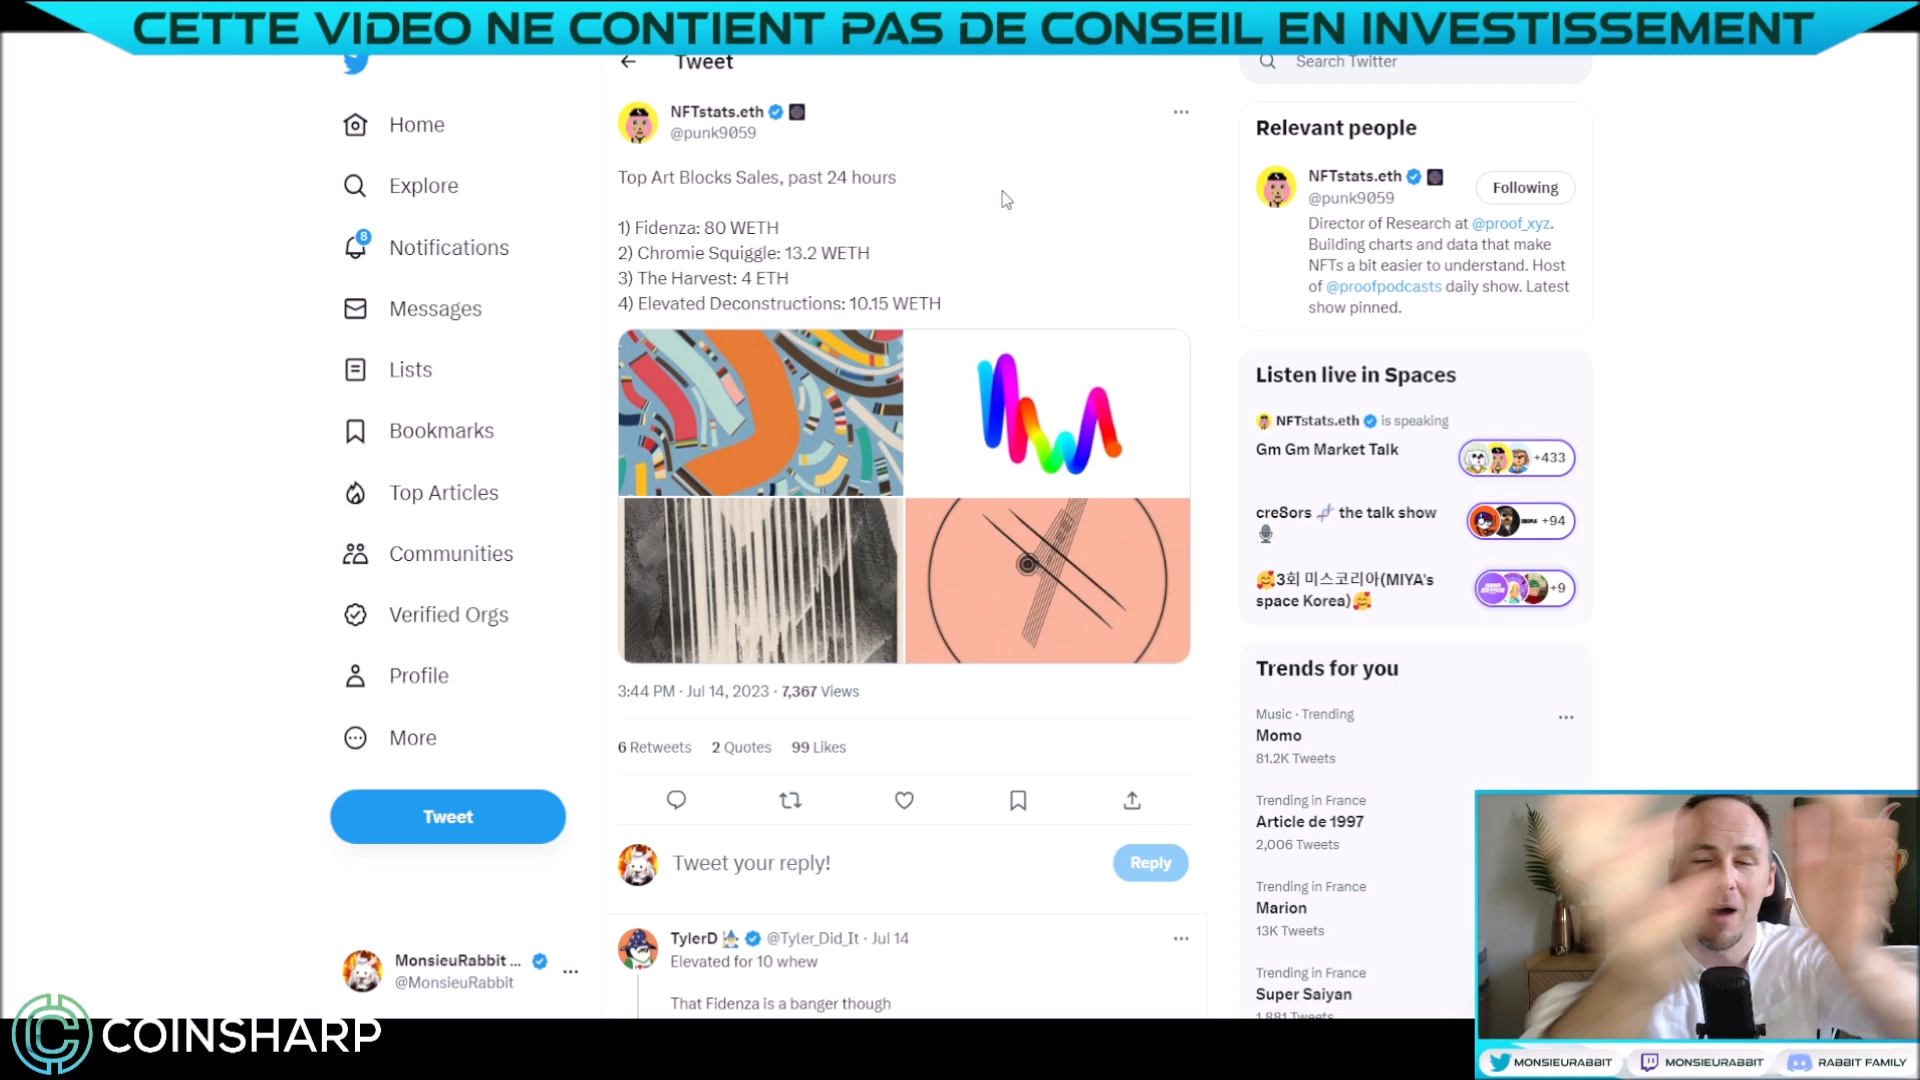 CETTE VIDEO NE CONTIENT PAS DE CONSEIL EN INVESTISSEMENT
Home
Explore
8
Notifications
Messages
Lists
Bookmarks
Top Articles
Communities
Verified Orgs
Profile
More
Tweet
MonsieuRabbit ...
@MonsieuRabbit
COINSHARP
Tweet
NFTstats.eth
@punk9059
Top Art Blocks Sales, past 24 hours
1) Fidenza: 80 WETH
2) Chromie Squiggle: 13.2 WETH
3) The Harvest: 4 ETH
4) Elevated Deconstructions: 10.15 WETH
3:44 PM · Jul 14, 2023 · 7,367 Views
6 Retweets 2 Quotes 99 Likes
Tweet your reply!
Reply
TylerD @Tyler_Did_It · Jul 14
Elevated for 10 whew
That Fidenza is a banger though
Search Twitter
Relevant people
NFTstats.eth
@punk9059
Following
Director of Research at @proof_xyz.
Building charts and data that make
NFTs a bit easier to understand. Host
of @proofpodcasts daily show. Latest
show pinned.
Listen live in Spaces
NFTstats.eth is speaking
Gm Gm Market Talk
+433
cre8ors 🧬 the talk show
🎙️
+94
🥰3회 미스코리아(MIYA's
space Korea)🥰
+9
Trends for you
Music · Trending
Momo
81.2K Tweets
Trending in France
Article de 1997
2,006 Tweets
Trending in France
Marion
13K Tweets
Trending in France
Super Saiyan
1,881 Tweets
MONSIEURABBIT
MONSIEURABBIT
RABBIT FAMILY